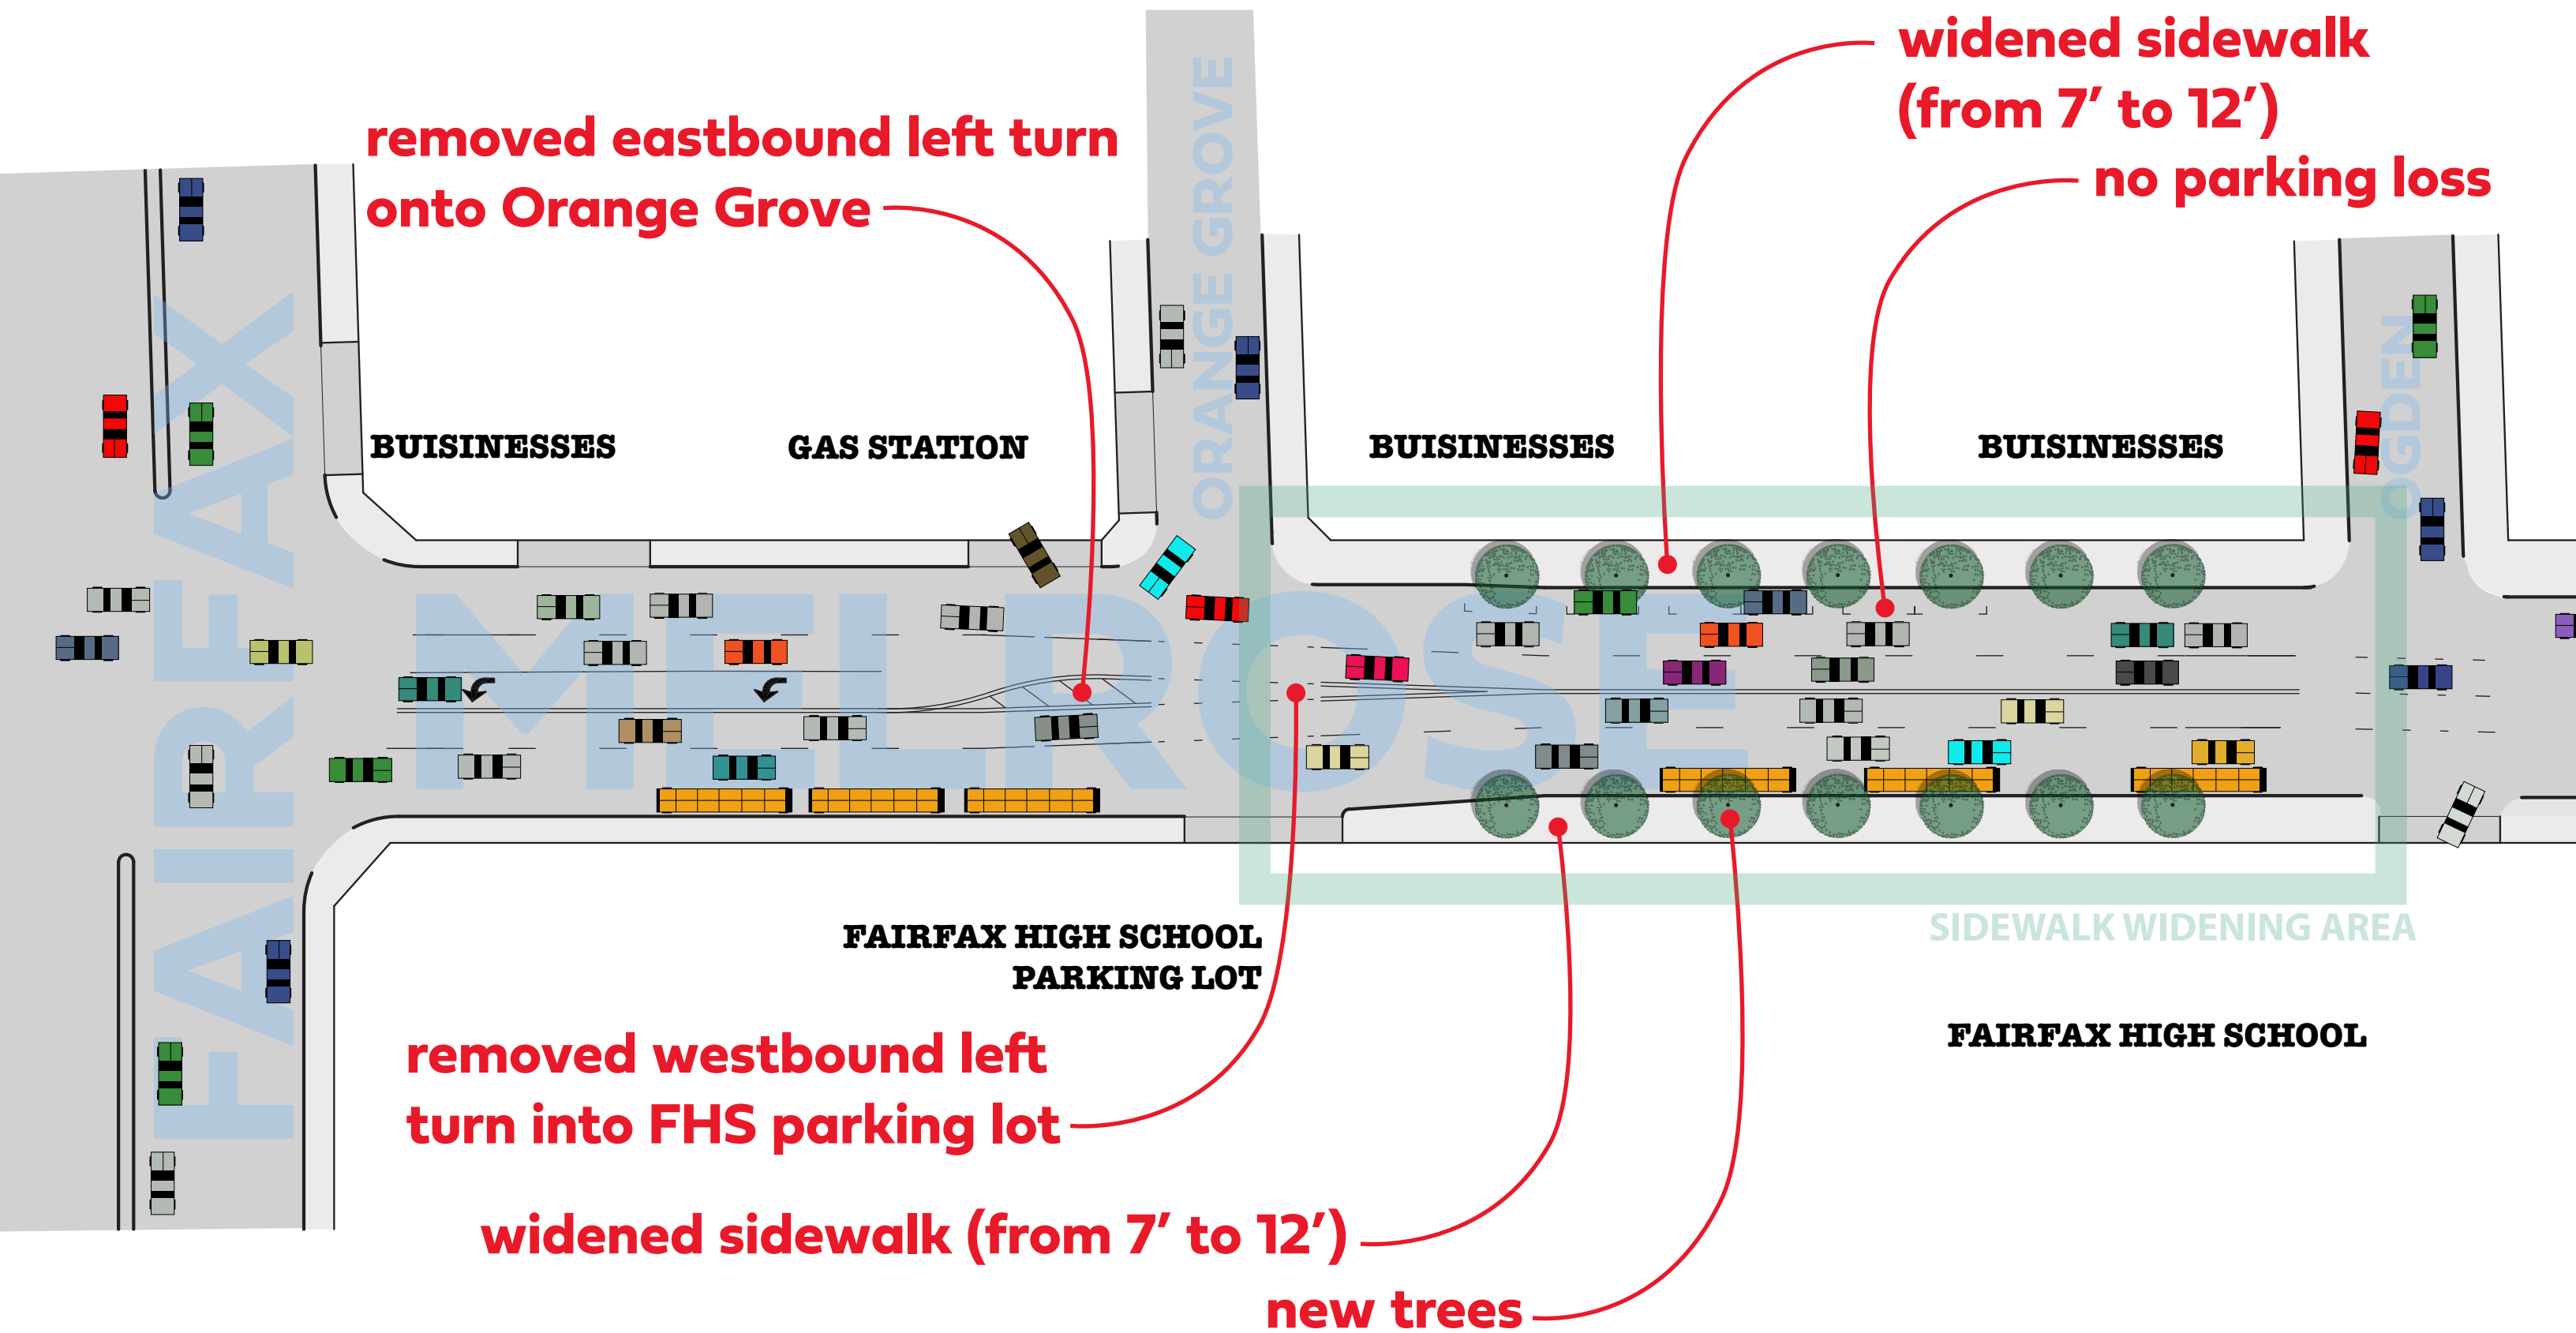 widened sidewalk
(from 7’ to 12’)
no parking loss
removed eastbound left turn
onto Orange Grove
ORANGE GROVE
OGDEN
FAIRFAX
BUISINESSES
GAS STATION
BUISINESSES
BUISINESSES
MELROSE
SIDEWALK WIDENING AREA
FAIRFAX HIGH SCHOOL
PARKING LOT
FAIRFAX HIGH SCHOOL
removed westbound left
turn into FHS parking lot
widened sidewalk (from 7’ to 12’)
new trees